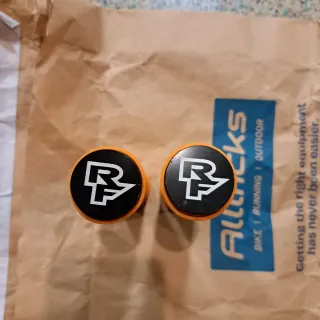 RF
RF
Alltricks
BIKE | RUNNING | OUTDOOR
Getting the right equipment
has never been easier.